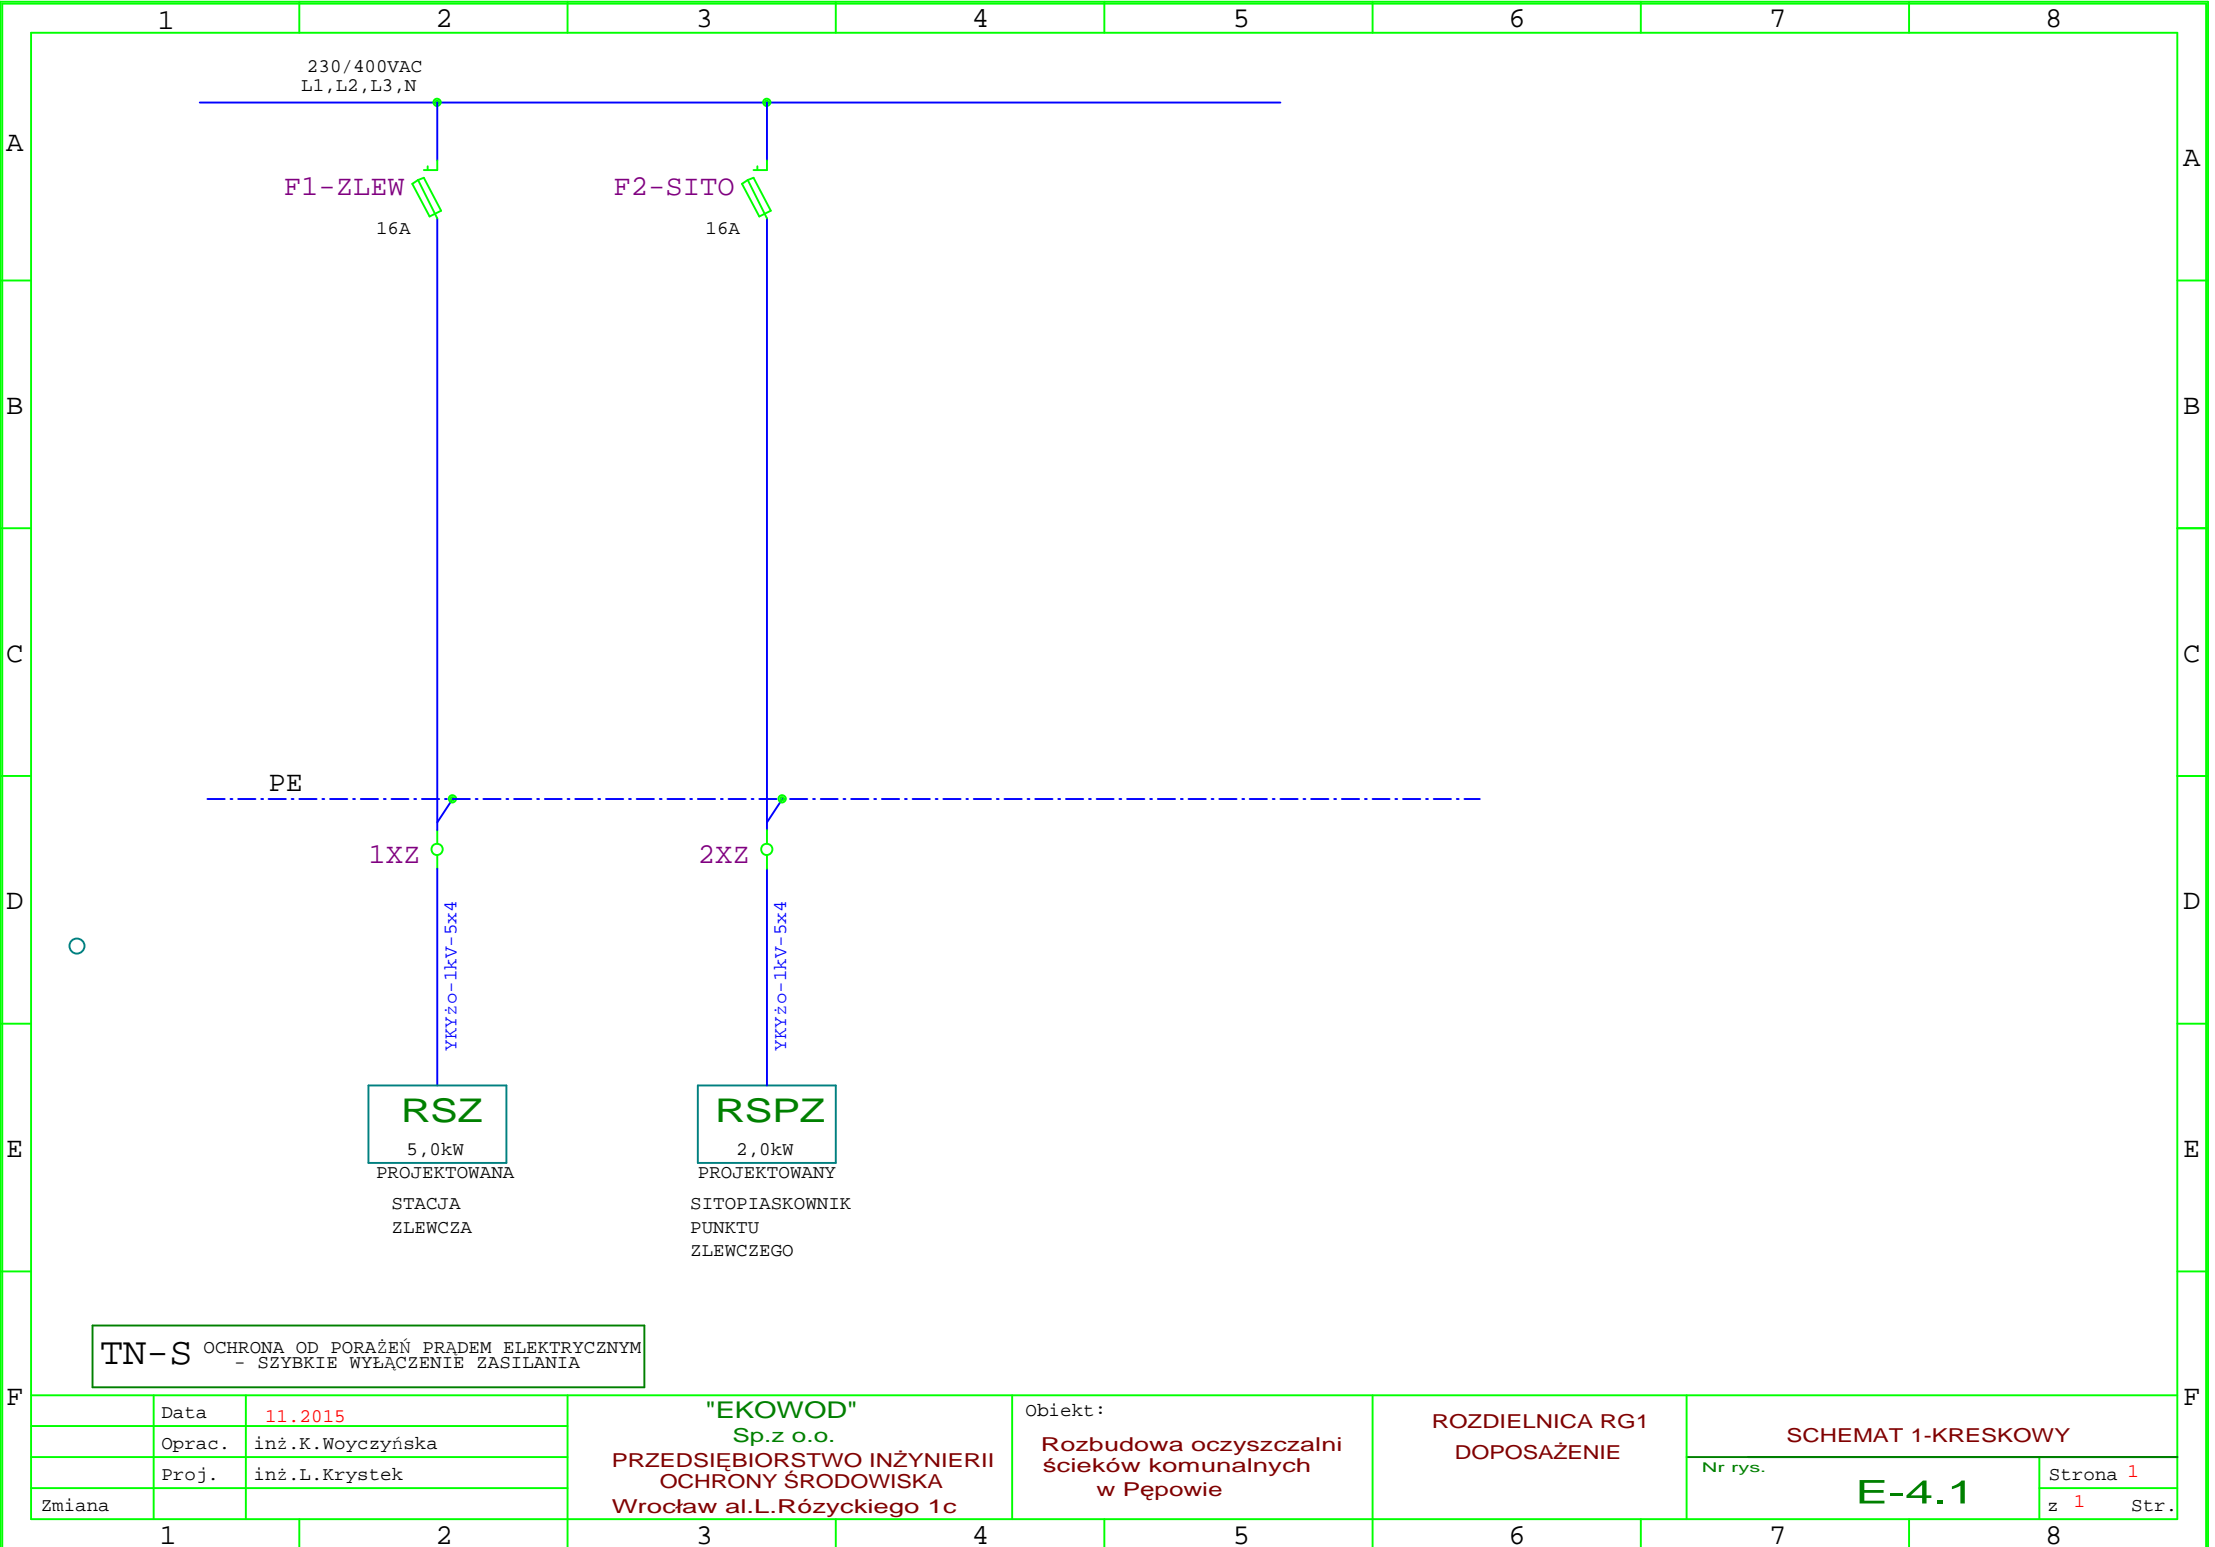 1 2 3 4 5 6 7 8
230/400VAC
L1,L2,L3,N
A A
F1-ZLEW F2-SITO
16A 16A
B B
C C
PE
1XZ 2XZ
D D
YKYżo-1kV-5x4 YKYżo-1kV-5x4
RSZ RSPZ
5,0kW 2,0kW
E E
PROJEKTOWANA PROJEKTOWANY
STACJA SITOPIASKOWNIK
ZLEWCZA PUNKTU
ZLEWCZEGO
TN-S OCHRONA OD PORAŻEŃ PRĄDEM ELEKTRYCZNYM
- SZYBKIE WYŁĄCZENIE ZASILANIA
F F
Data 11.2015
Oprac. inż.K.Woyczyńska
Proj. inż.L.Krystek
Zmiana
"EKOWOD"
Sp.z o.o.
PRZEDSIĘBIORSTWO INŻYNIERII
OCHRONY ŚRODOWISKA
Wrocław al.L.Rózyckiego 1c
Obiekt:
Rozbudowa oczyszczalni
ścieków komunalnych
w Pępowie
ROZDIELNICA RG1
DOPOSAŻENIE
SCHEMAT 1-KRESKOWY
Nr rys.
E-4.1
Strona 1
z 1 Str.
1 2 3 4 5 6 7 8